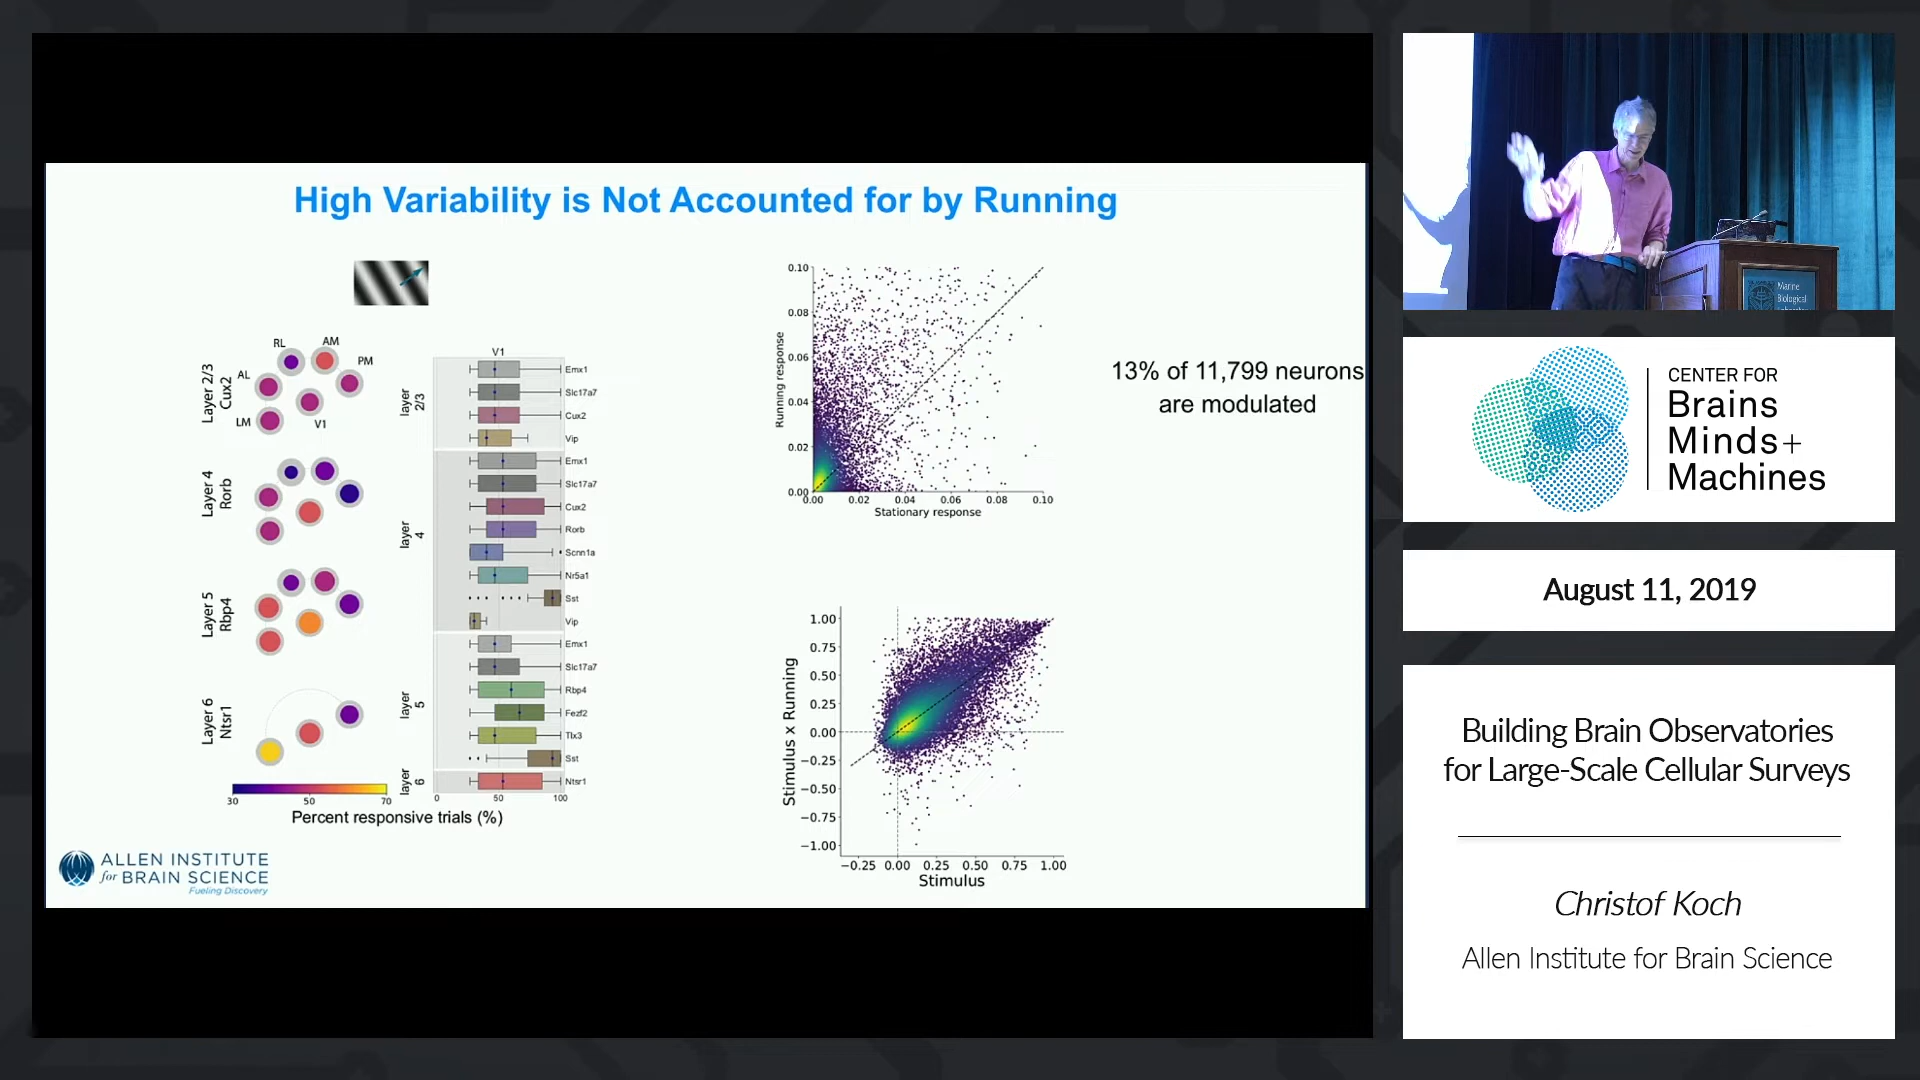 High Variability is Not Accounted for by Running
RL
AM
AL
PM
LM
V1
Layer 2/3
Cux2
Layer 4
Rorb
Layer 5
Rbp4
Layer 6
Ntsr1
30
50
70
Percent responsive trials (%)
V1
layer
2/3
Emx1
Slc17a7
Cux2
Vip
layer
4
Emx1
Slc17a7
Cux2
Rorb
Scnn1a
Nr5a1
Sst
Vip
layer
5
Emx1
Slc17a7
Rbp4
Fezf2
Tlx3
Sst
layer
6
Ntsr1
0
50
100
Running response
0.10
0.08
0.06
0.04
0.02
0.00
0.00 0.02 0.04 0.06 0.08 0.10
Stationary response
13% of 11,799 neurons
are modulated
Stimulus x Running
1.00
0.75
0.50
0.25
0.00
−0.25
−0.50
−0.75
−1.00
−0.25 0.00 0.25 0.50 0.75 1.00
Stimulus
ALLEN INSTITUTE
for BRAIN SCIENCE
Fueling Discovery
Marine
Biological
CENTER FOR
Brains
Minds+
Machines
August 11, 2019
Building Brain Observatories
for Large-Scale Cellular Surveys
Christof Koch
Allen Institute for Brain Science